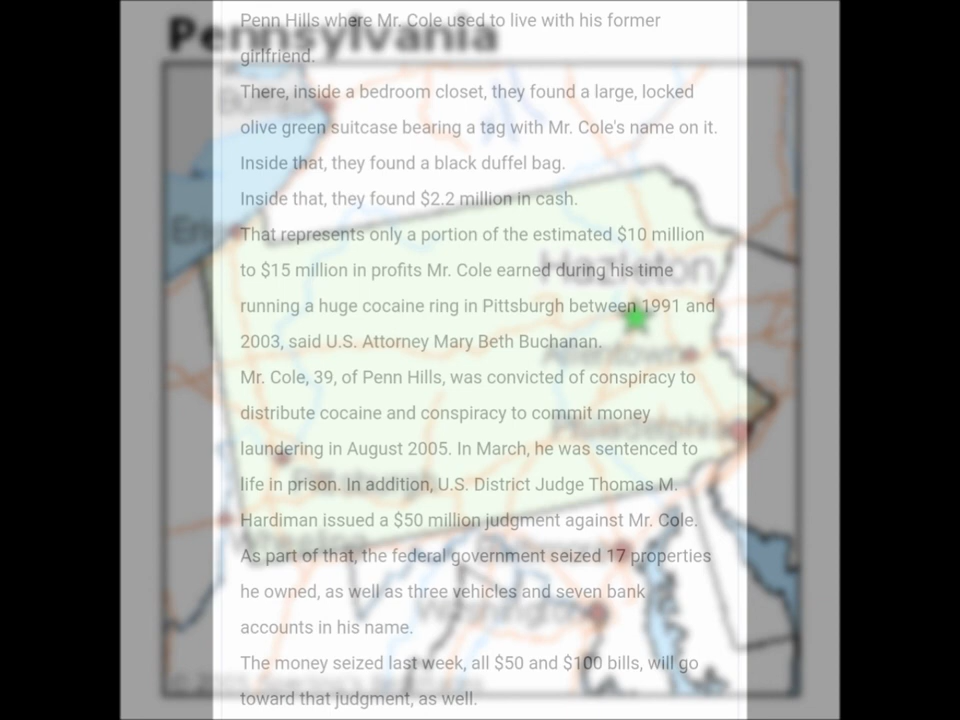 Penn Hills where Mr. Cole used to live with his former
Pennsylvania
girlfriend.
There, inside a bedroom closet, they found a large, locked
olive green suitcase bearing a tag with Mr. Cole's name on it.
Inside that, they found a black duffel bag.
Inside that, they found $2.2 million in cash.
Erie
That represents only a portion of the estimated $10 million
Hazleton
to $15 million in profits Mr. Cole earned during his time
running a huge cocaine ring in Pittsburgh between 1991 and
2003, said U.S. Attorney Mary Beth Buchanan.
Allentown
Mr. Cole, 39, of Penn Hills, was convicted of conspiracy to
distribute cocaine and conspiracy to commit money
Philadelphia
laundering in August 2005. In March, he was sentenced to
life in prison. In addition, U.S. District Judge Thomas M.
Pittsburgh
Hardiman issued a $50 million judgment against Mr. Cole.
As part of that, the federal government seized 17 properties
he owned, as well as three vehicles and seven bank
Washington
accounts in his name.
The money seized last week, all $50 and $100 bills, will go
toward that judgment, as well.